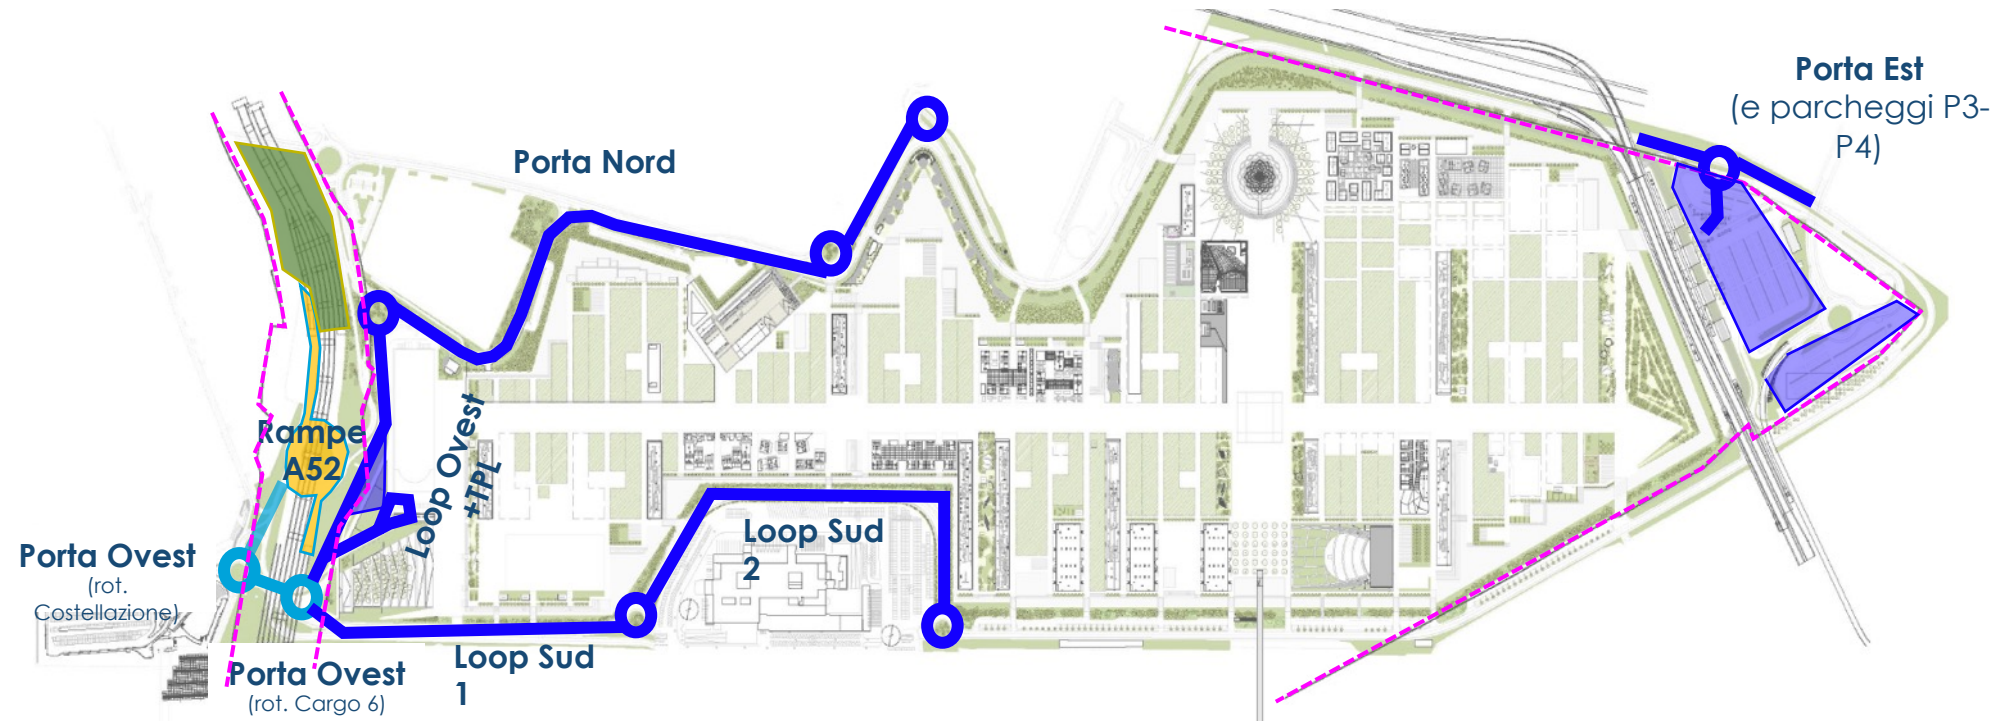 Porta Est
(e parcheggi P3-
P4)
Porta Nord
Rampe
A52
Loop Ovest
+TPL
Loop Sud
2
Porta Ovest
(rot.
Costellazione)
Loop Sud
1
Porta Ovest
(rot. Cargo 6)